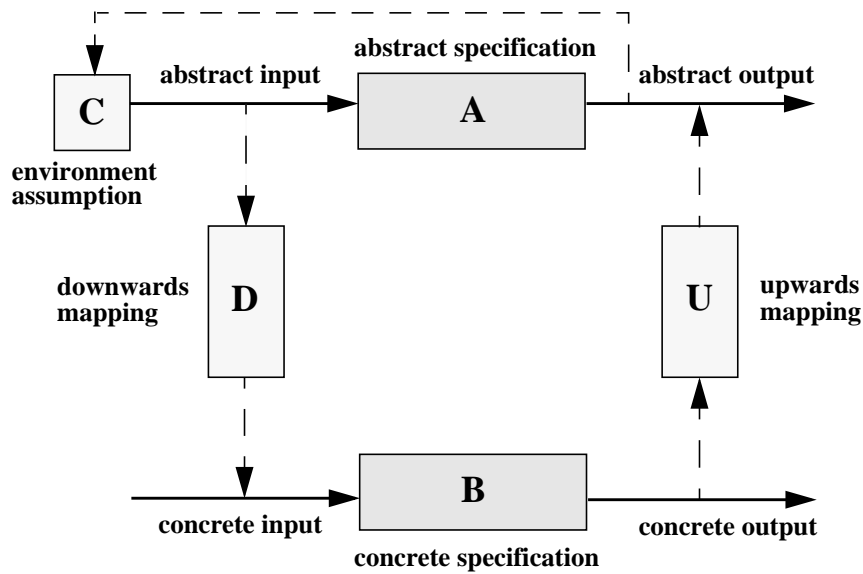 abstract specification
abstract input
abstract output
C
A
environment
assumption
downwards
mapping
D
U
upwards
mapping
B
concrete input
concrete output
concrete specification